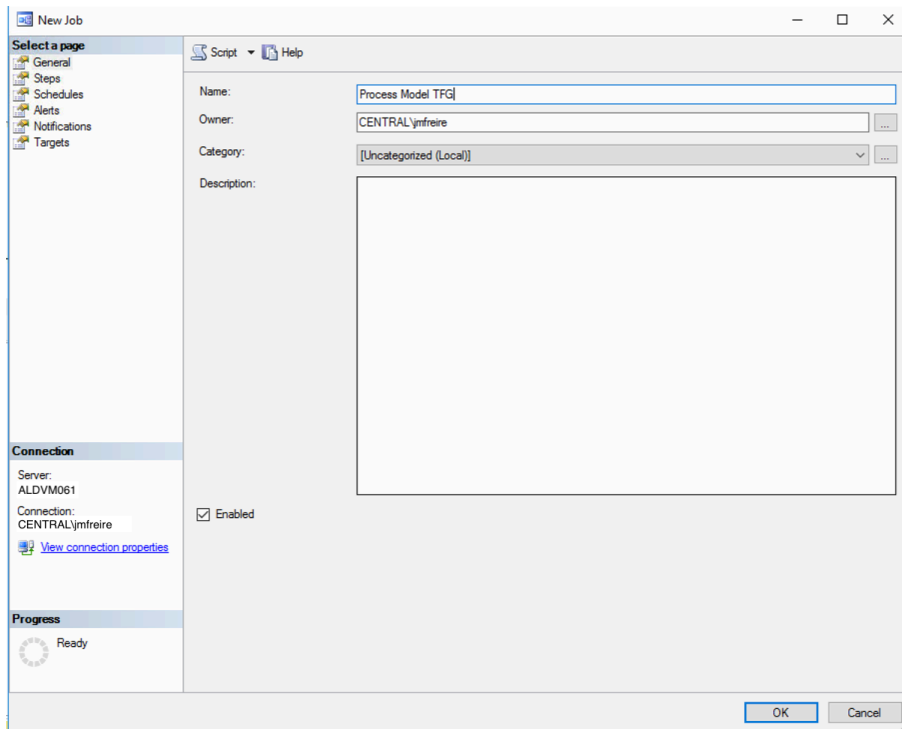 New Job
Select a page
General
Steps
Schedules
Alerts
Notifications
Targets
Script
Help
Name:
Process Model TFG
Owner:
CENTRAL\jmfreire
...
Category:
[Uncategorized (Local)]
...
Description:
Enabled
Connection
Server:
ALDVM061
Connection:
CENTRAL\jmfreire
View connection properties
Progress
Ready
OK
Cancel